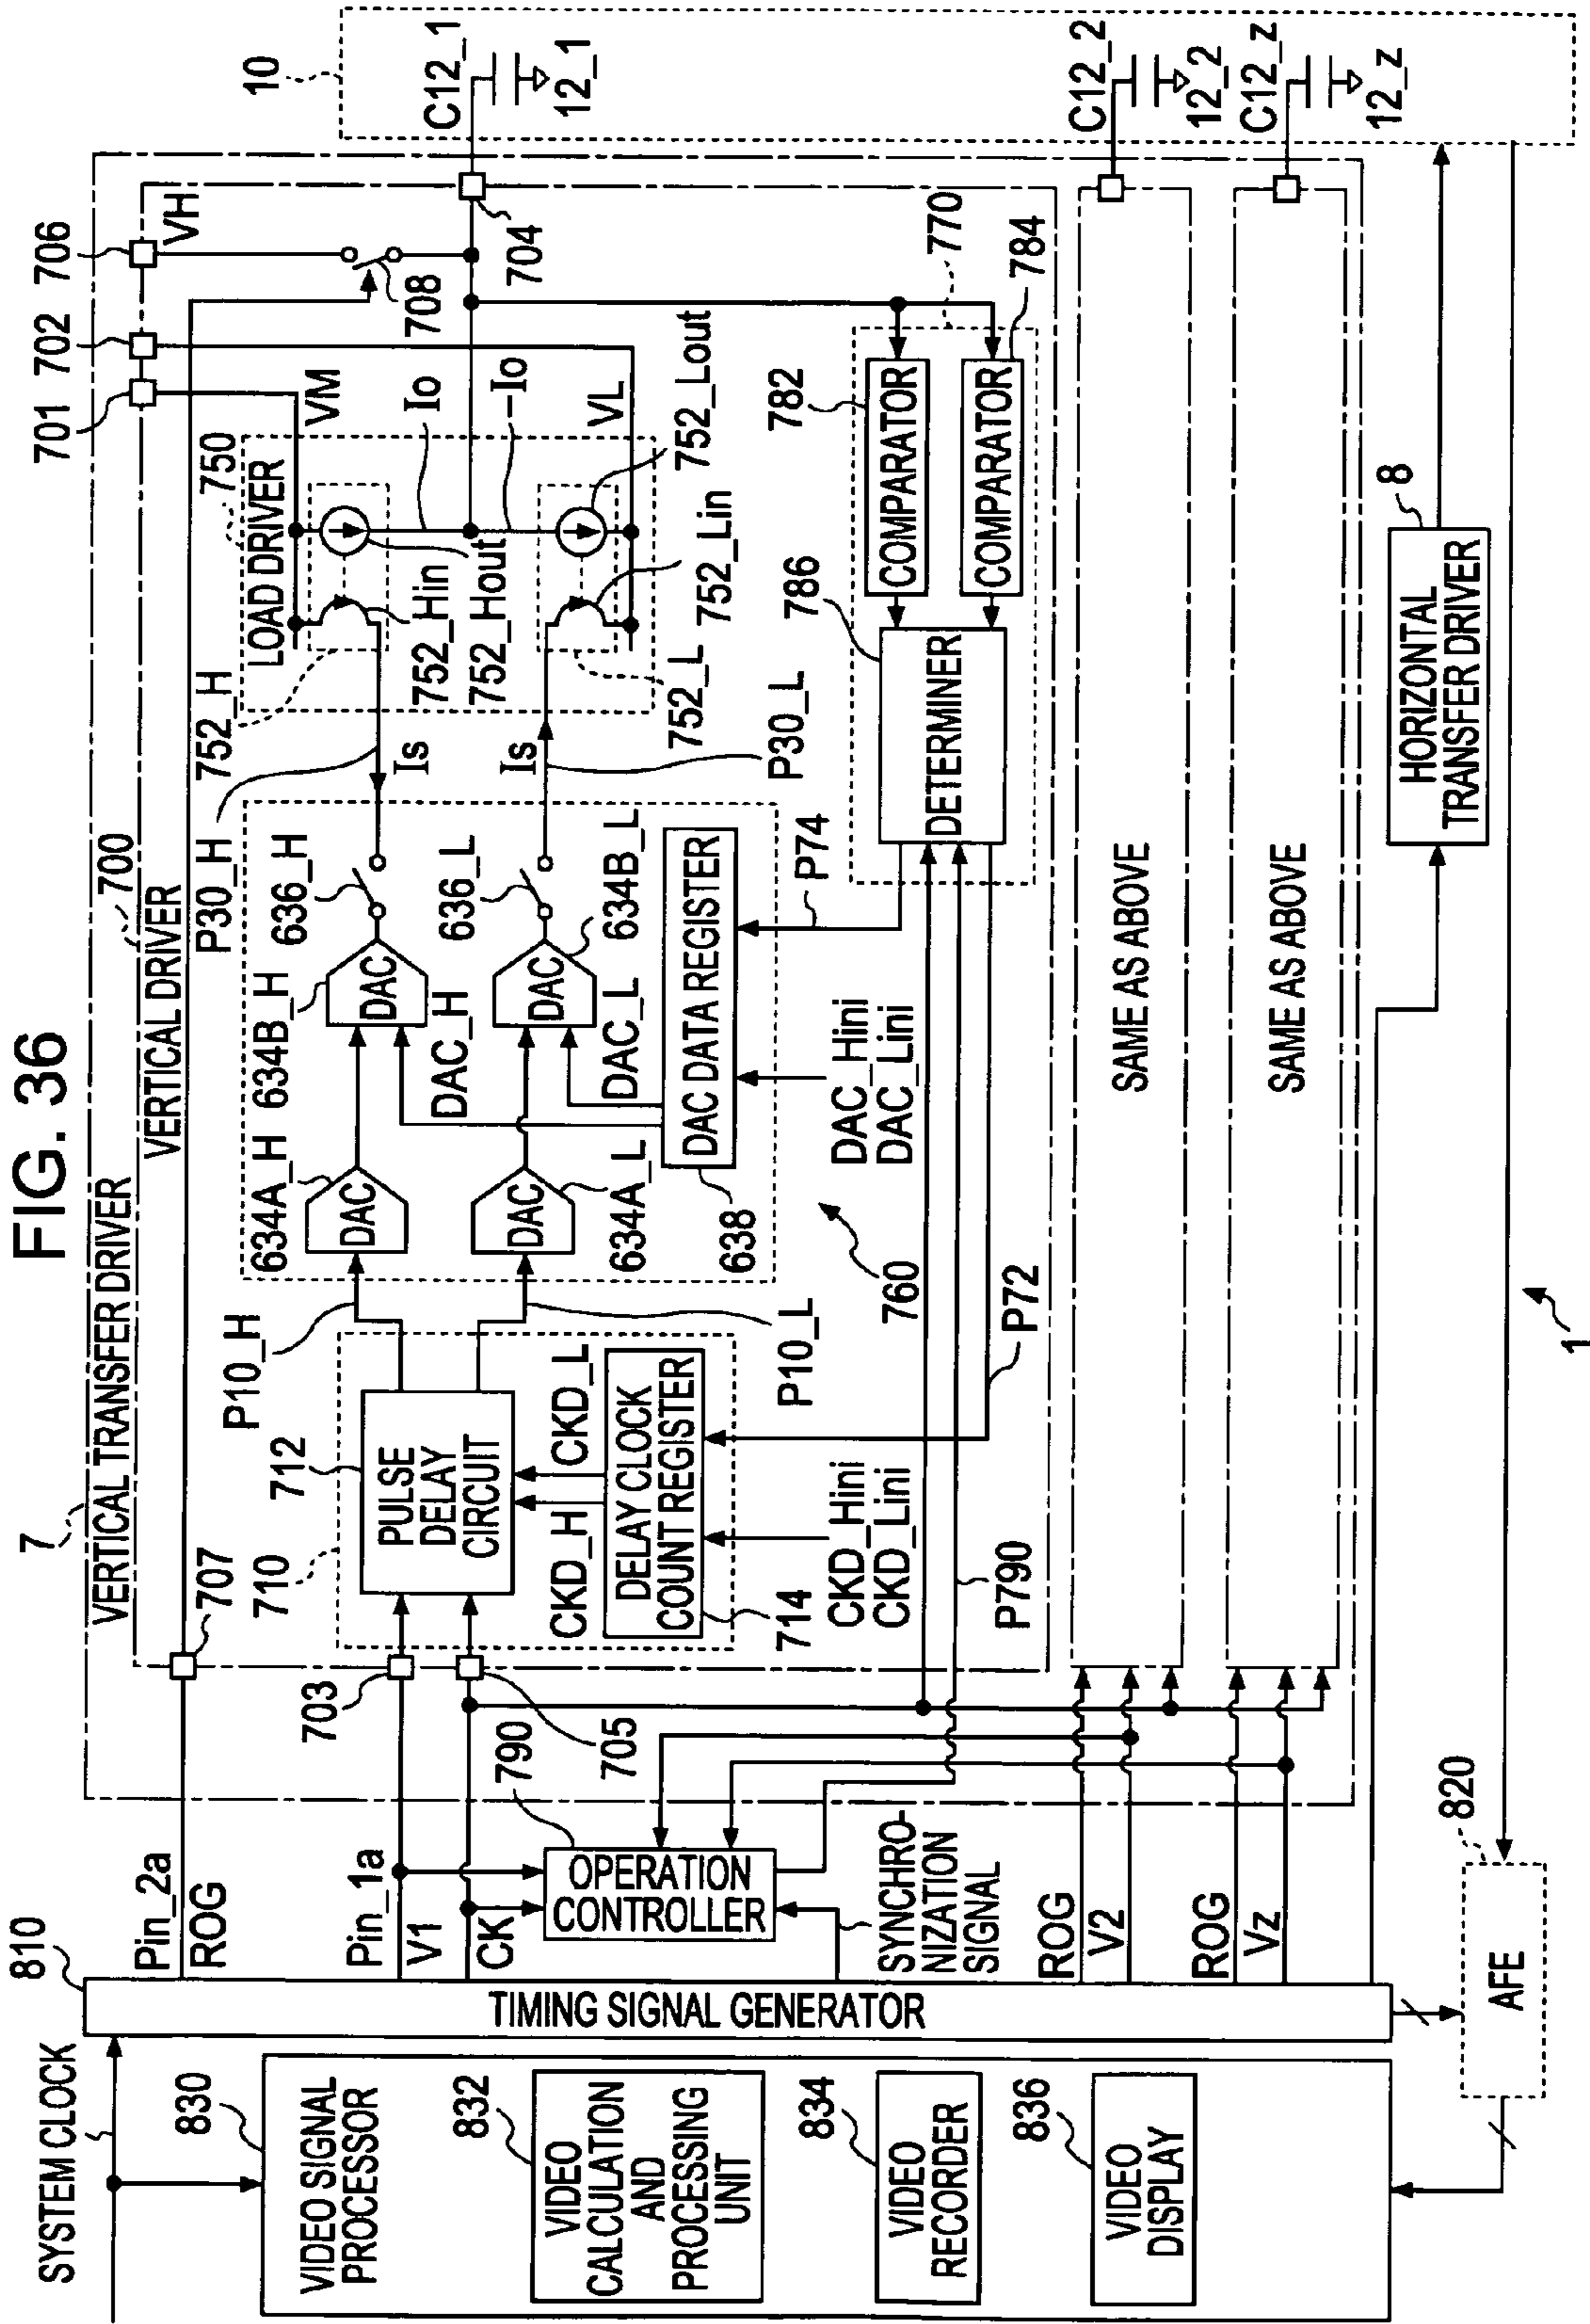 FIG. 36
SYSTEM CLOCK
830
VIDEO SIGNAL
PROCESSOR
832
VIDEO
CALCULATION
AND
PROCESSING
UNIT
834
VIDEO
RECORDER
836
VIDEO
DISPLAY
810
TIMING SIGNAL GENERATOR
Pin_2a
ROG
Pin_1a
V1
CK
790
OPERATION
CONTROLLER
SYNCHRO-
NIZATION
SIGNAL
ROG
V2
ROG
Vz
820
AFE
7
VERTICAL TRANSFER DRIVER
700
VERTICAL DRIVER
707
703
705
710
712
PULSE
DELAY
CIRCUIT
CKD_H
CKD_L
DELAY CLOCK
COUNT REGISTER
714
CKD_Hini
CKD_Lini
P10_H
P10_L
P790
P72
760
634A_H
634B_H
636_H
DAC
DAC
DAC_H
634A_L
634B_L
636_L
DAC
DAC
DAC_L
DAC DATA REGISTER
638
DAC_Hini
DAC_Lini
P74
P30_H
Is
Is
P30_L
750
LOAD DRIVER
752_H
752_Hin
752_Hout
752_L
752_Lin
752_Lout
VM
Io
-Io
VL
701
702
706
VH
708
704
770
782
COMPARATOR
784
COMPARATOR
786
DETERMINER
SAME AS ABOVE
SAME AS ABOVE
8
HORIZONTAL
TRANSFER DRIVER
10
C12_1
12_1
C12_2
12_2
C12_z
12_z
1